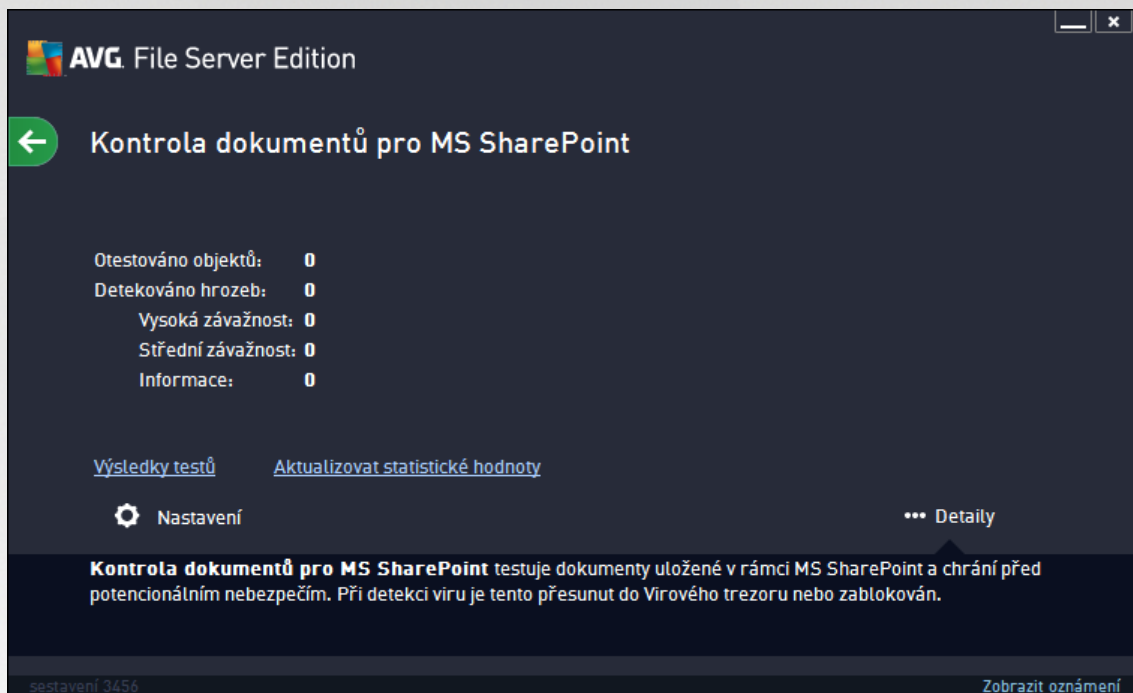 AVG. File Server Edition
Kontrola dokumentů pro MS SharePoint
Otestováno objektů: 0
Detekováno hrozeb: 0
Vysoká závažnost: 0
Střední závažnost: 0
Informace: 0
Výsledky testů Aktualizovat statistické hodnoty
Nastavení ••• Detaily
Kontrola dokumentů pro MS SharePoint testuje dokumenty uložené v rámci MS SharePoint a chrání před
potencionálním nebezpečím. Při detekci viru je tento přesunut do Virového trezoru nebo zablokován.
sestavení 3456 Zobrazit oznámení